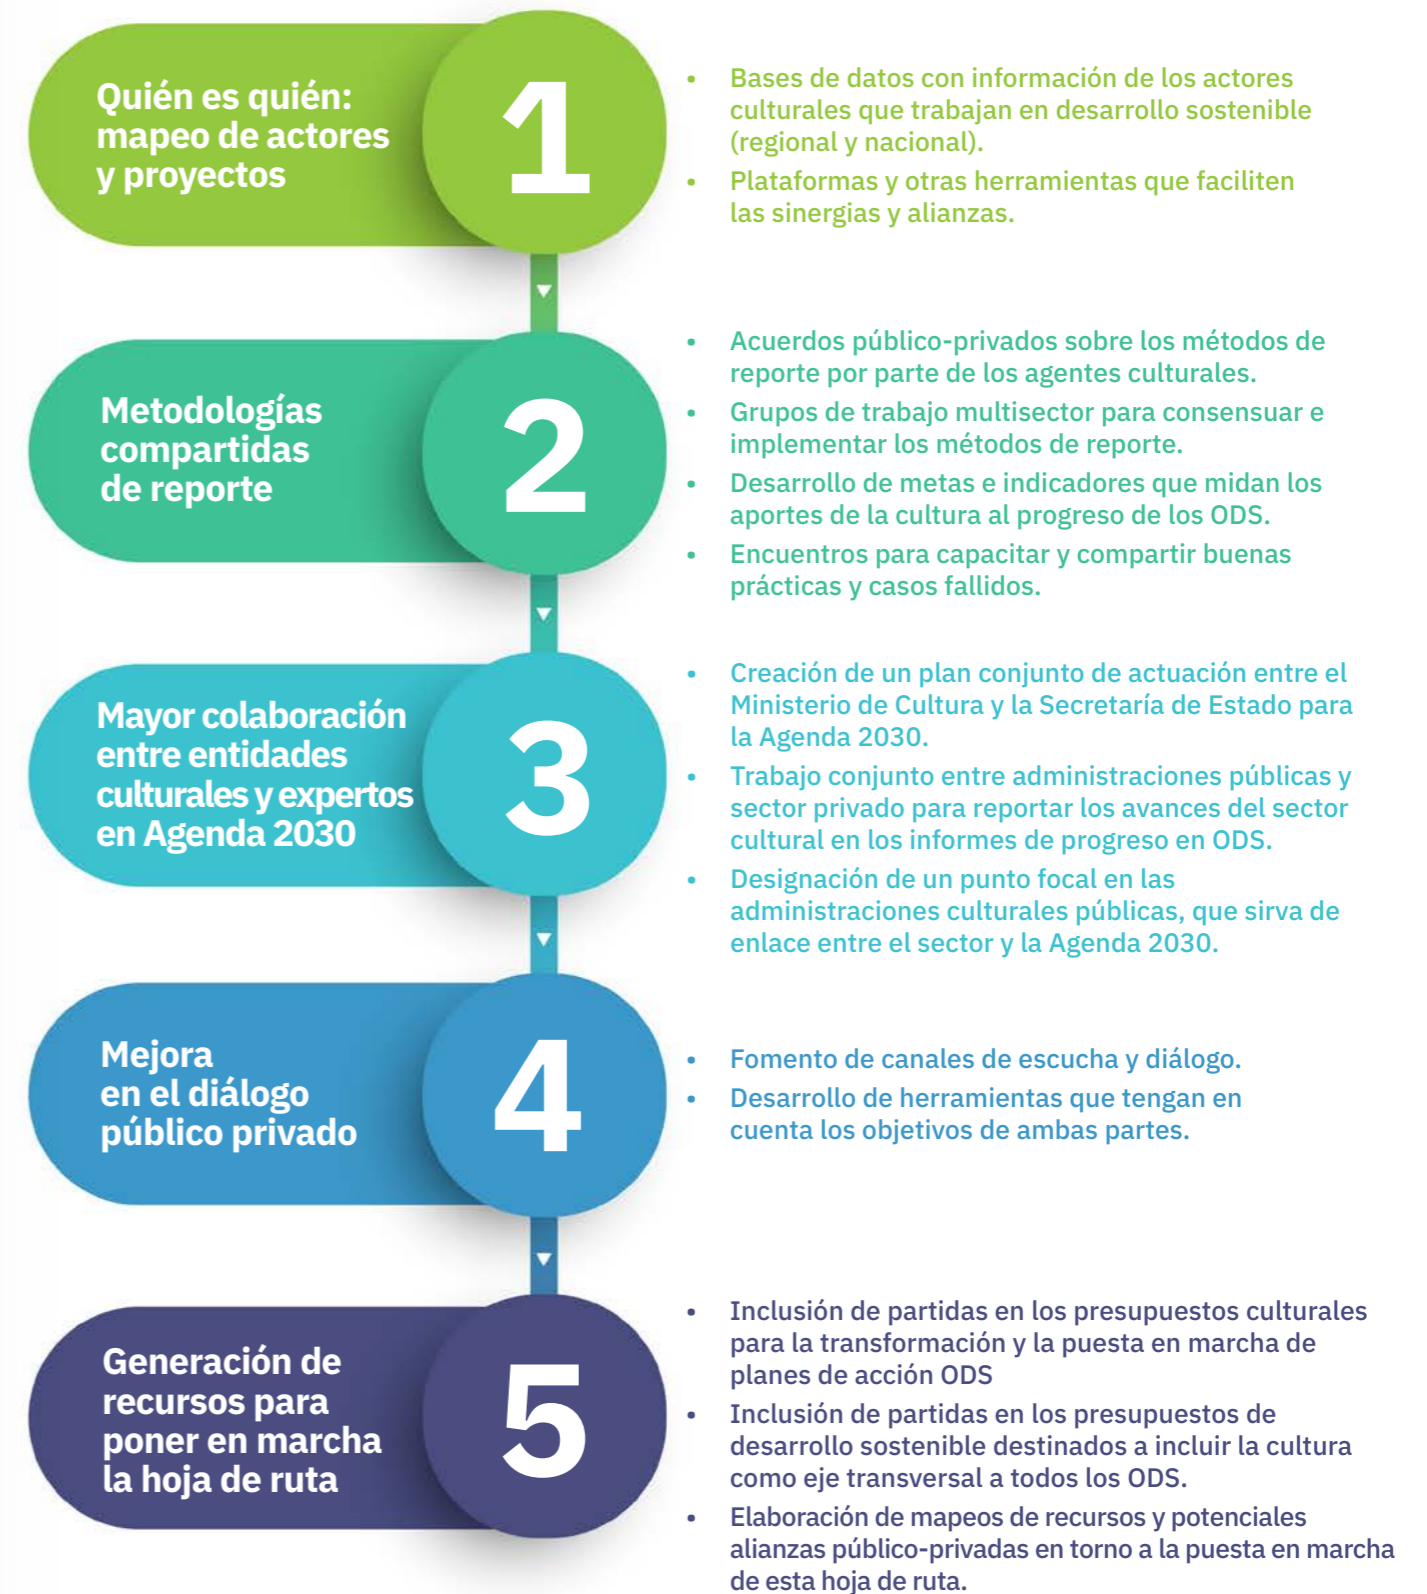 Quién es quién:
mapeo de actores
y proyectos
1
• Bases de datos con información de los actores
culturales que trabajan en desarrollo sostenible
(regional y nacional).
• Plataformas y otras herramientas que faciliten
las sinergias y alianzas.
Metodologías
compartidas
de reporte
2
• Acuerdos público-privados sobre los métodos de
reporte por parte de los agentes culturales.
• Grupos de trabajo multisector para consensuar e
implementar los métodos de reporte.
• Desarrollo de metas e indicadores que midan los
aportes de la cultura al progreso de los ODS.
• Encuentros para capacitar y compartir buenas
prácticas y casos fallidos.
Mayor colaboración
entre entidades
culturales y expertos
en Agenda 2030
3
• Creación de un plan conjunto de actuación entre el
Ministerio de Cultura y la Secretaría de Estado para
la Agenda 2030.
• Trabajo conjunto entre administraciones públicas y
sector privado para reportar los avances del sector
cultural en los informes de progreso en ODS.
• Designación de un punto focal en las
administraciones culturales públicas, que sirva de
enlace entre el sector y la Agenda 2030.
Mejora
en el diálogo
público privado
4
• Fomento de canales de escucha y diálogo.
• Desarrollo de herramientas que tengan en
cuenta los objetivos de ambas partes.
Generación de
recursos para
poner en marcha
la hoja de ruta
5
• Inclusión de partidas en los presupuestos culturales
para la transformación y la puesta en marcha de
planes de acción ODS
• Inclusión de partidas en los presupuestos de
desarrollo sostenible destinados a incluir la cultura
como eje transversal a todos los ODS.
• Elaboración de mapeos de recursos y potenciales
alianzas público-privadas en torno a la puesta en marcha
de esta hoja de ruta.